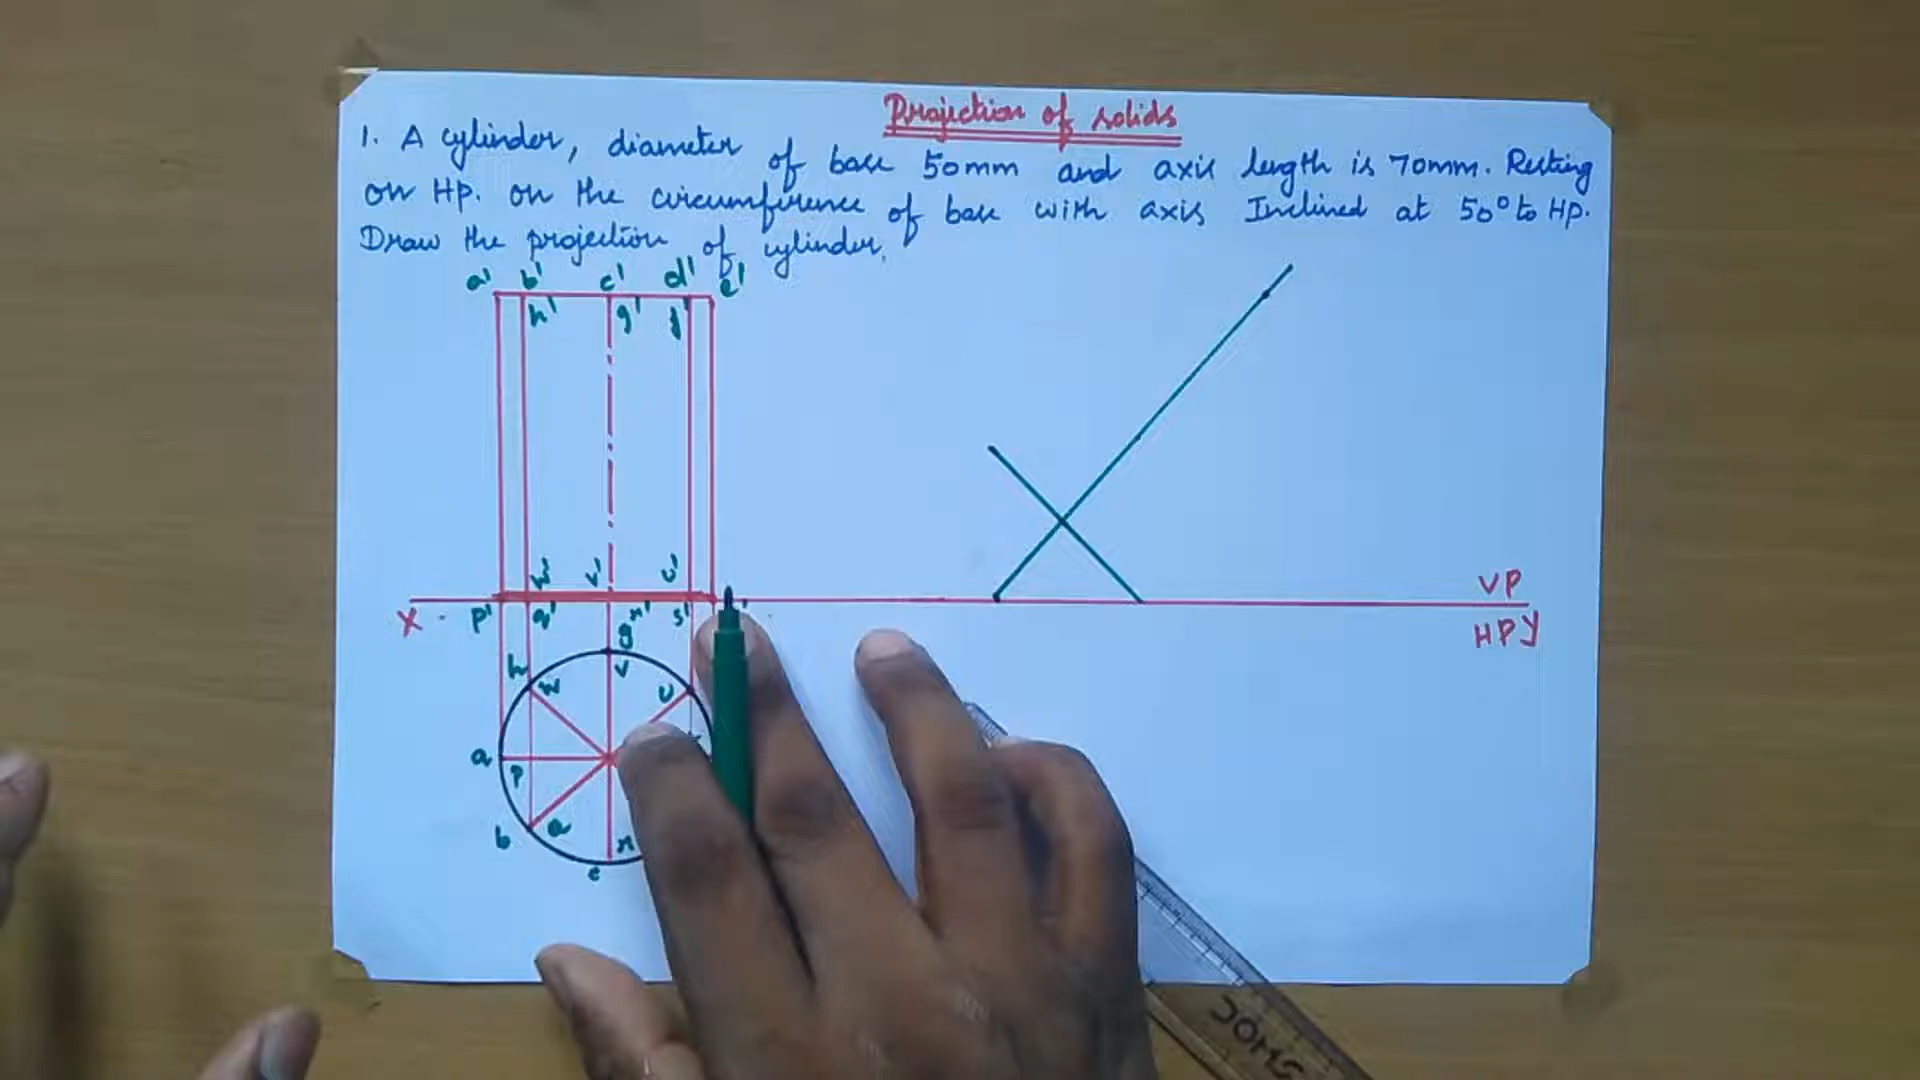 Projection of solids
1. A cylinder, diameter of base 50mm and axis length is 70mm. Resting
on HP. on the circumference of base with axis Inclined at 50° to HP.
Draw the projection of cylinder.
a' b' c' d' e'
h' g' f'
w' v' u'
VP
X p' q' r' s'
HP y
g
h w v u
a p
b q r
c
DOMS